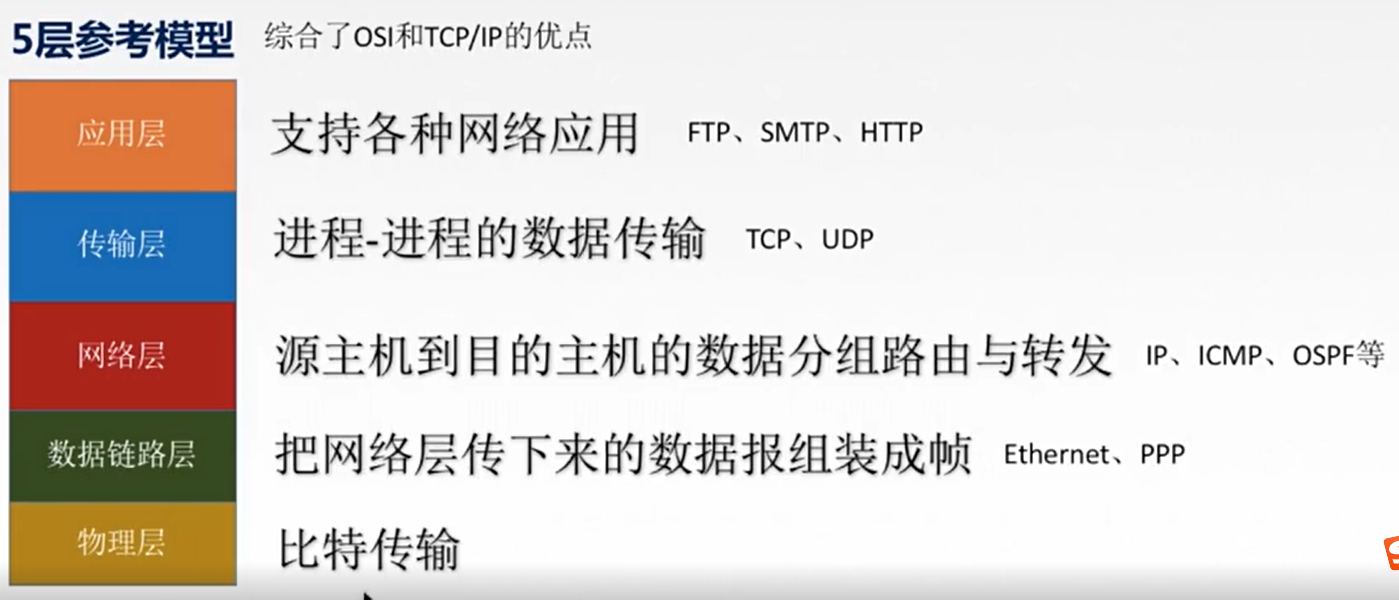 5层参考模型 综合了OSI和TCP/IP的优点
应用层 支持各种网络应用 FTP、SMTP、HTTP
传输层 进程-进程的数据传输 TCP、UDP
网络层 源主机到目的主机的数据分组路由与转发 IP、ICMP、OSPF等
数据链路层 把网络层传下来的数据报组装成帧 Ethernet、PPP
物理层 比特传输